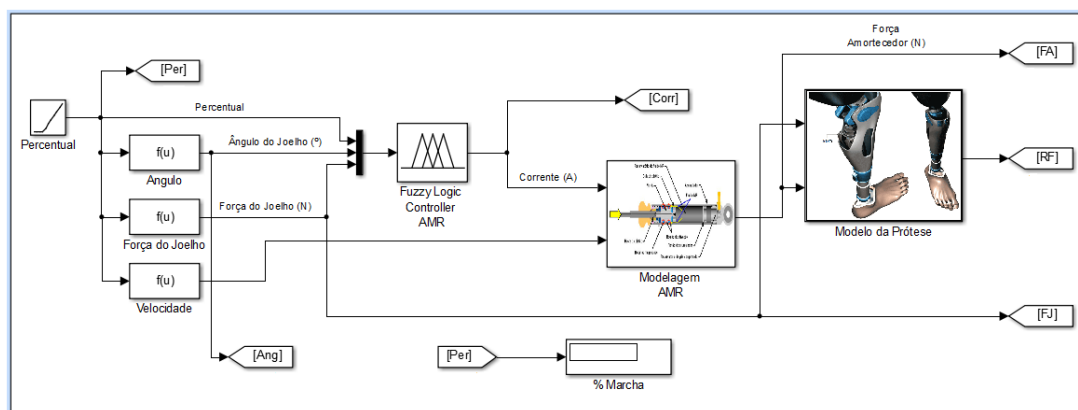 Força
Amortecedor (N)
[FA]
[Per]
[Corr]
Percentual
Percentual
Ângulo do Joelho (º)
f(u)
Angulo
Fuzzy Logic
Controller
AMR
[RF]
Corrente (A)
f(u)
Força do Joelho (N)
Força do Joelho
Modelo da Prótese
f(u)
Velocidade
Modelagem
AMR
[FJ]
[Ang]
[Per]
% Marcha